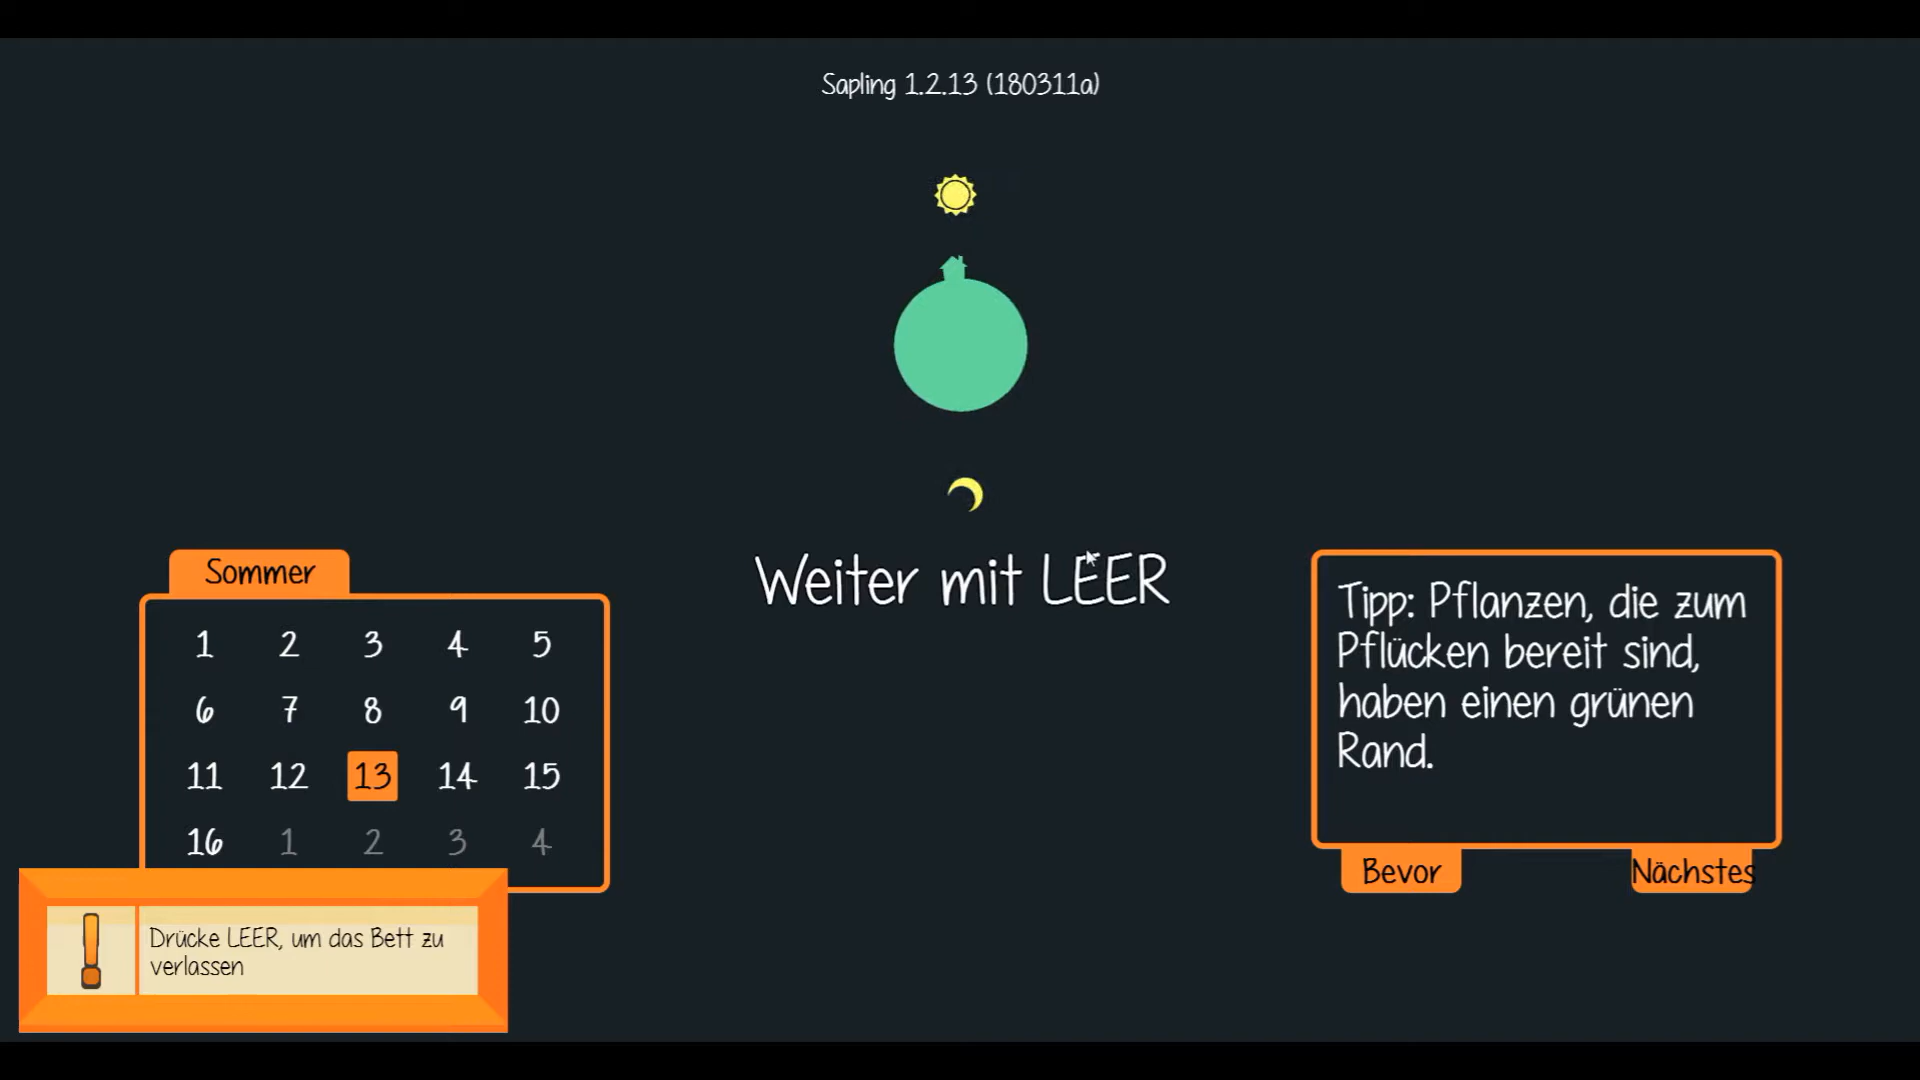 Sapling 1.2.13 (180311a)
Weiter mit LEER
Sommer
1 2 3 4 5
6 7 8 9 10
11 12 13 14 15
16 1 2 3 4
Drücke LEER, um das Bett zu
verlassen
Tipp: Pflanzen, die zum
Pflücken bereit sind,
haben einen grünen
Rand.
Bevor
Nächstes